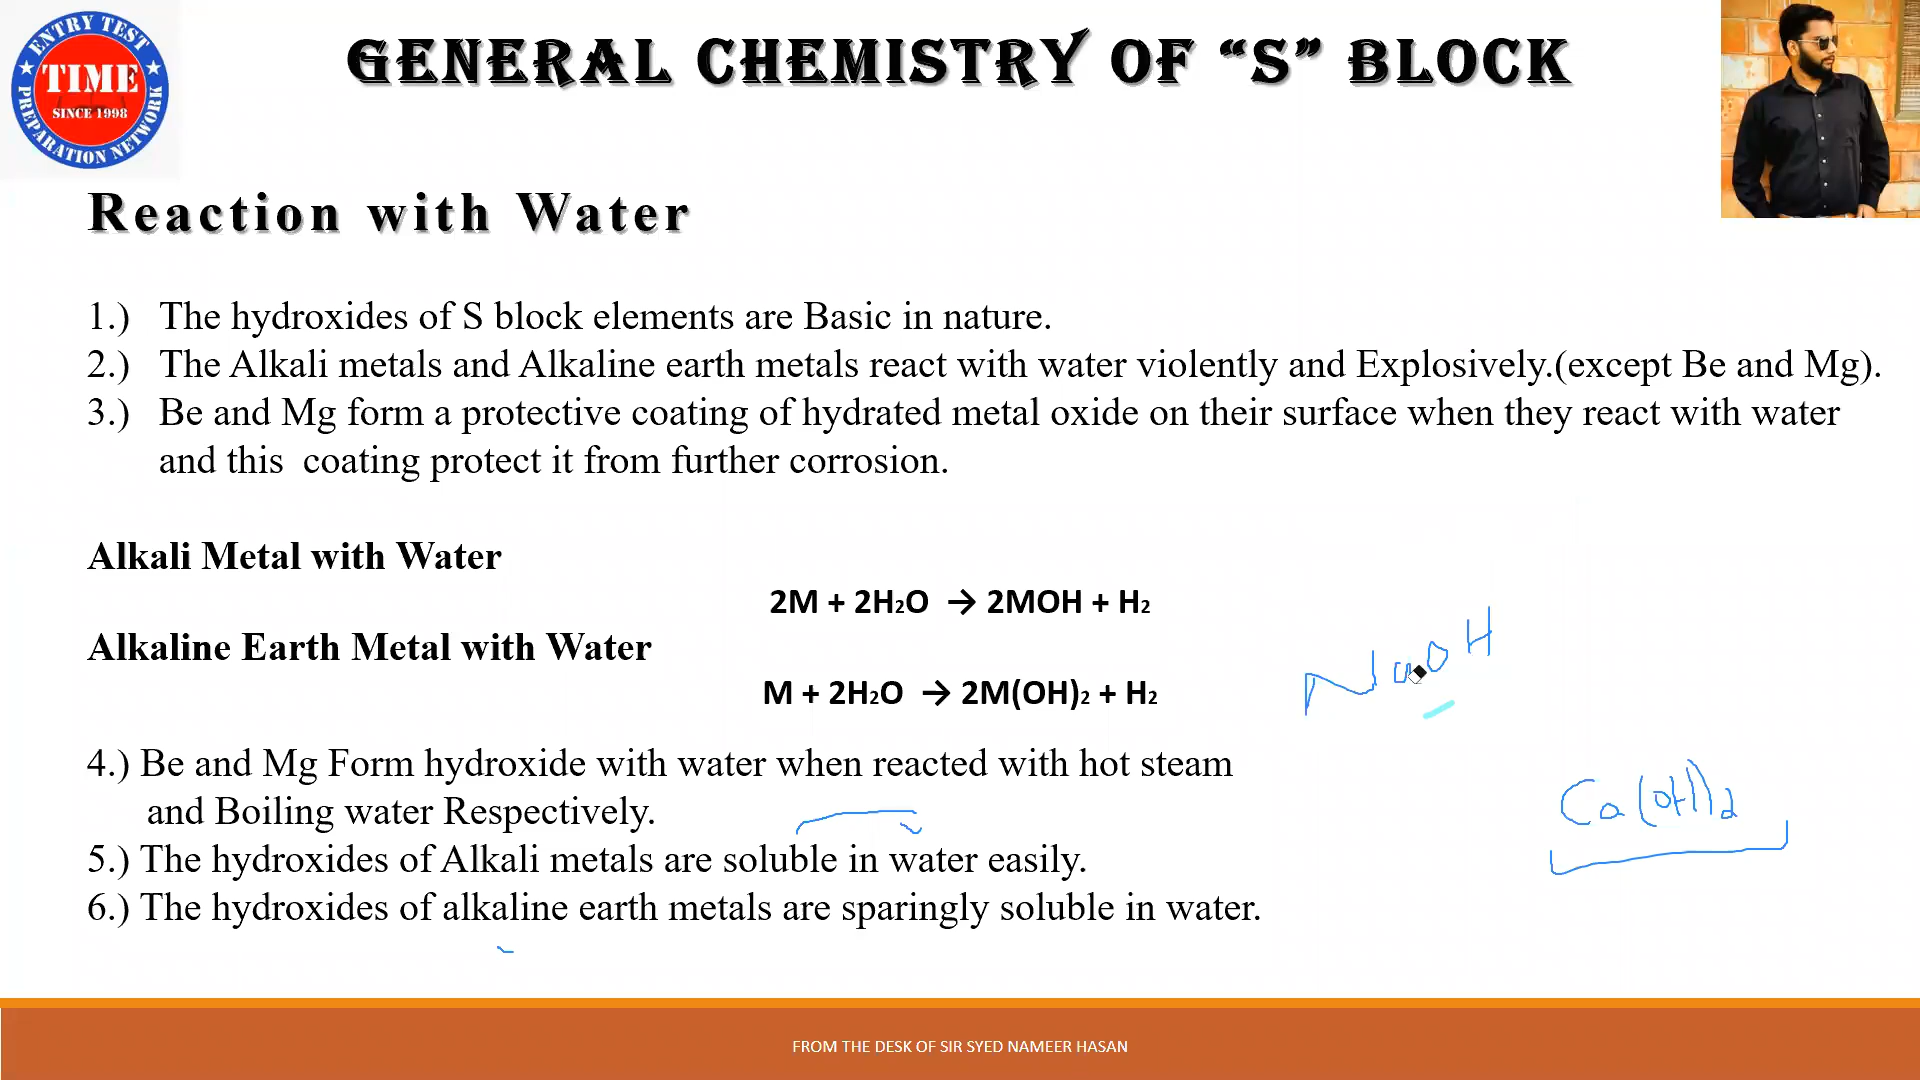 ENTRY TEST
TIME
SINCE 1998
PREPARATION NETWORK
GENERAL CHEMISTRY OF “S” BLOCK
Reaction with Water
1.) The hydroxides of S block elements are Basic in nature.
2.) The Alkali metals and Alkaline earth metals react with water violently and Explosively.(except Be and Mg).
3.) Be and Mg form a protective coating of hydrated metal oxide on their surface when they react with water
and this coating protect it from further corrosion.
Alkali Metal with Water
2M + 2H₂O → 2MOH + H₂
Alkaline Earth Metal with Water
M + 2H₂O → 2M(OH)₂ + H₂
NaOH
4.) Be and Mg Form hydroxide with water when reacted with hot steam
and Boiling water Respectively.
Ca(OH)₂
5.) The hydroxides of Alkali metals are soluble in water easily.
6.) The hydroxides of alkaline earth metals are sparingly soluble in water.
FROM THE DESK OF SIR SYED NAMEER HASAN